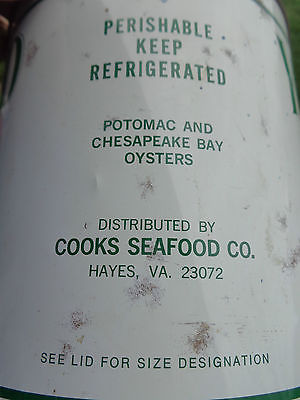 PERISHABLE
KEEP
REFRIGERATED
POTOMAC AND
CHESAPEAKE BAY
OYSTERS
DISTRIBUTED BY
COOKS SEAFOOD CO.
HAYES, VA. 23072
SEE LID FOR SIZE DESIGNATION